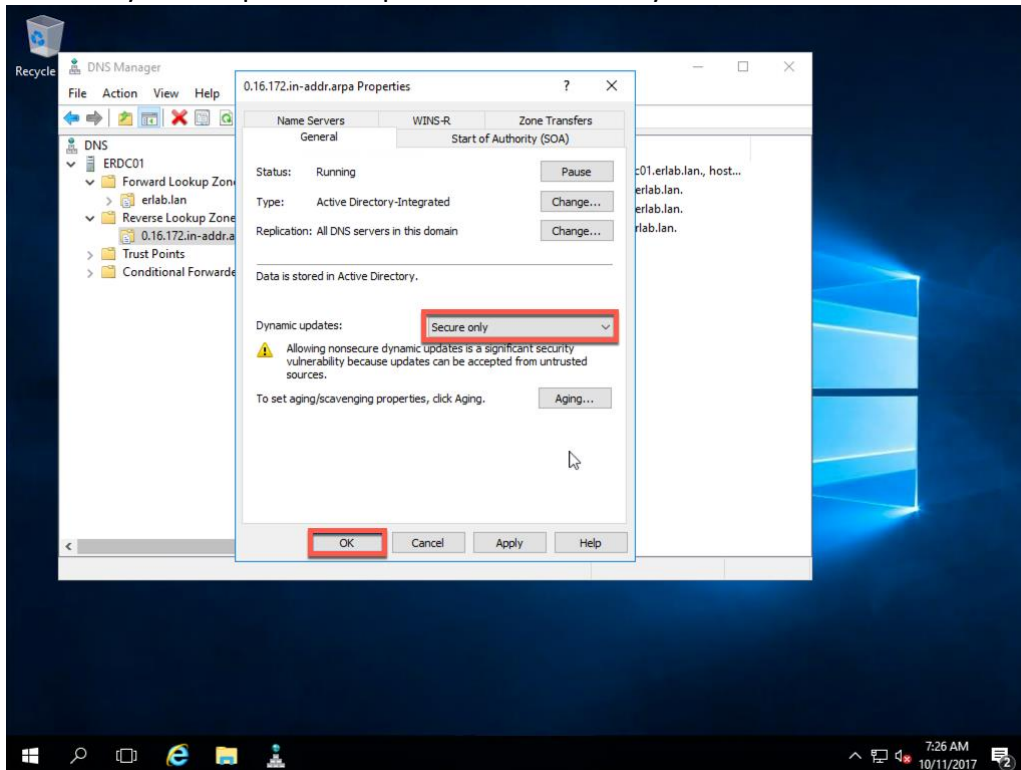 Recycle
DNS Manager
File Action View Help
DNS
ERDC01
Forward Lookup Zon
erlab.lan
Reverse Lookup Zone
0.16.172.in-addr.a
Trust Points
Conditional Forwarde
0.16.172.in-addr.arpa Properties
Name Servers WINS-R Zone Transfers
General Start of Authority (SOA)
Status: Running Pause
Type: Active Directory-Integrated Change...
Replication: All DNS servers in this domain Change...
Data is stored in Active Directory.
Dynamic updates: Secure only
Allowing nonsecure dynamic updates is a significant security
vulnerability because updates can be accepted from untrusted
sources.
To set aging/scavenging properties, click Aging. Aging...
OK Cancel Apply Help
c01.erlab.lan., host...
erlab.lan.
erlab.lan.
rlab.lan.
7:26 AM
10/11/2017
2